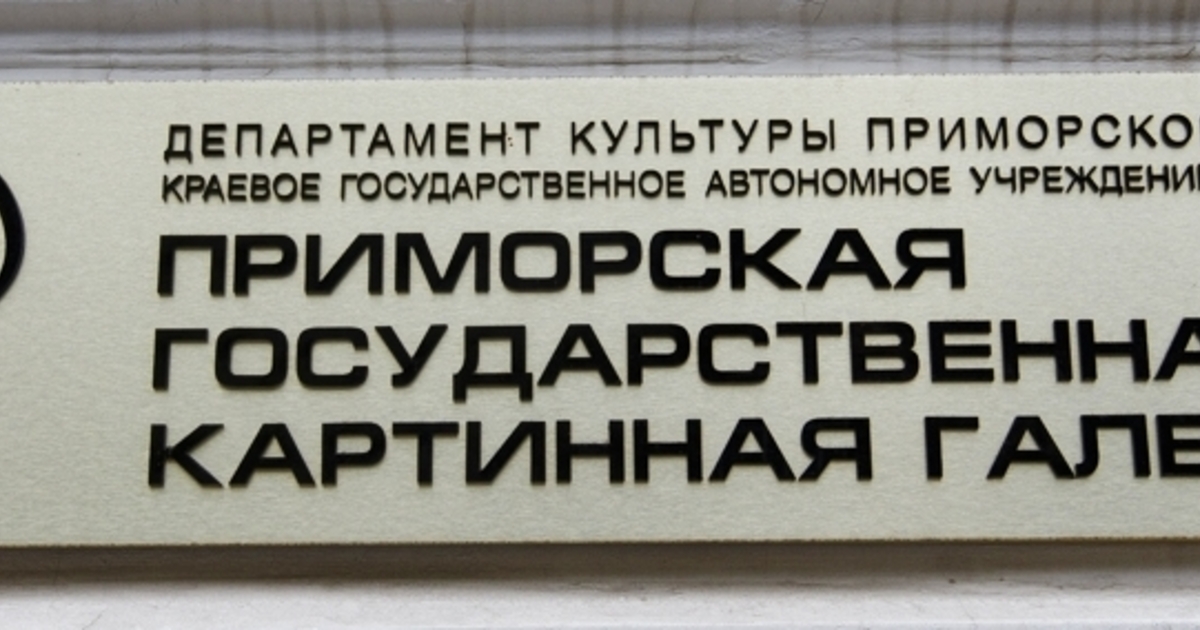 ДЕПАРТАМЕНТ КУЛЬТУРЫ ПРИМОРСКО
КРАЕВОЕ ГОСУДАРСТВЕННОЕ АВТОНОМНОЕ УЧРЕЖДЕНИ
ПРИМОРСКАЯ
ГОСУДАРСТВЕННА
КАРТИННАЯ ГАЛЕ